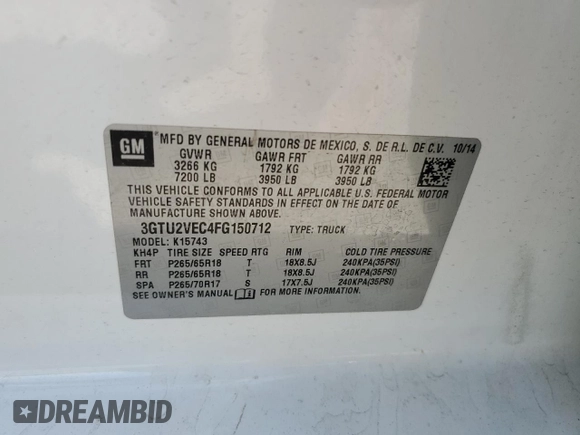 GM
MFD BY GENERAL MOTORS DE MEXICO, S. DE R.L. DE C.V. 10/14
GVWR GAWR FRT GAWR RR
3266 KG 1792 KG 1792 KG
7200 LB 3950 LB 3950 LB
THIS VEHICLE CONFORMS TO ALL APPLICABLE U.S. FEDERAL MOTOR
VEHICLE SAFETY STANDARDS IN EFFECT ON THE DATE OF
MANUFACTURE SHOWN ABOVE.
3GTU2VEC4FG150712 TYPE: TRUCK
MODEL: K15743
KH4P TIRE SIZE SPEED RTG RIM COLD TIRE PRESSURE
FRT P265/65R18 T 18X8.5J 240KPA(35PSI)
RR P265/65R18 T 18X8.5J 240KPA(35PSI)
SPA P265/70R17 S 17X7.5J 240KPA(35PSI)
SEE OWNER'S MANUAL FOR MORE INFORMATION
DREAMBID